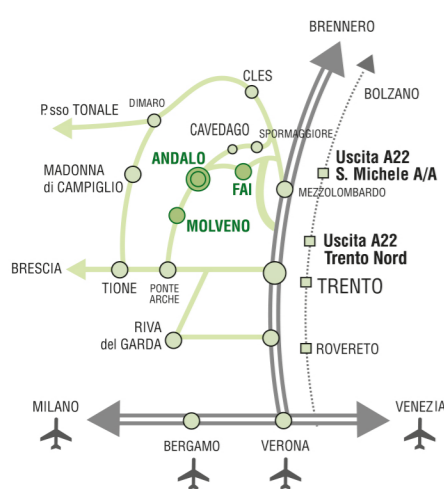 BRENNERO
CLES
BOLZANO
DIMARO
P.sso TONALE
CAVEDAGO
SPORMAGGIORE
ANDALO
Uscita A22
S. Michele A/A
MADONNA
di CAMPIGLIO
FAI
MEZZOLOMBARDO
MOLVENO
Uscita A22
Trento Nord
BRESCIA
TIONE
PONTE
ARCHE
TRENTO
RIVA
del GARDA
ROVERETO
MILANO
VENEZIA
BERGAMO
VERONA